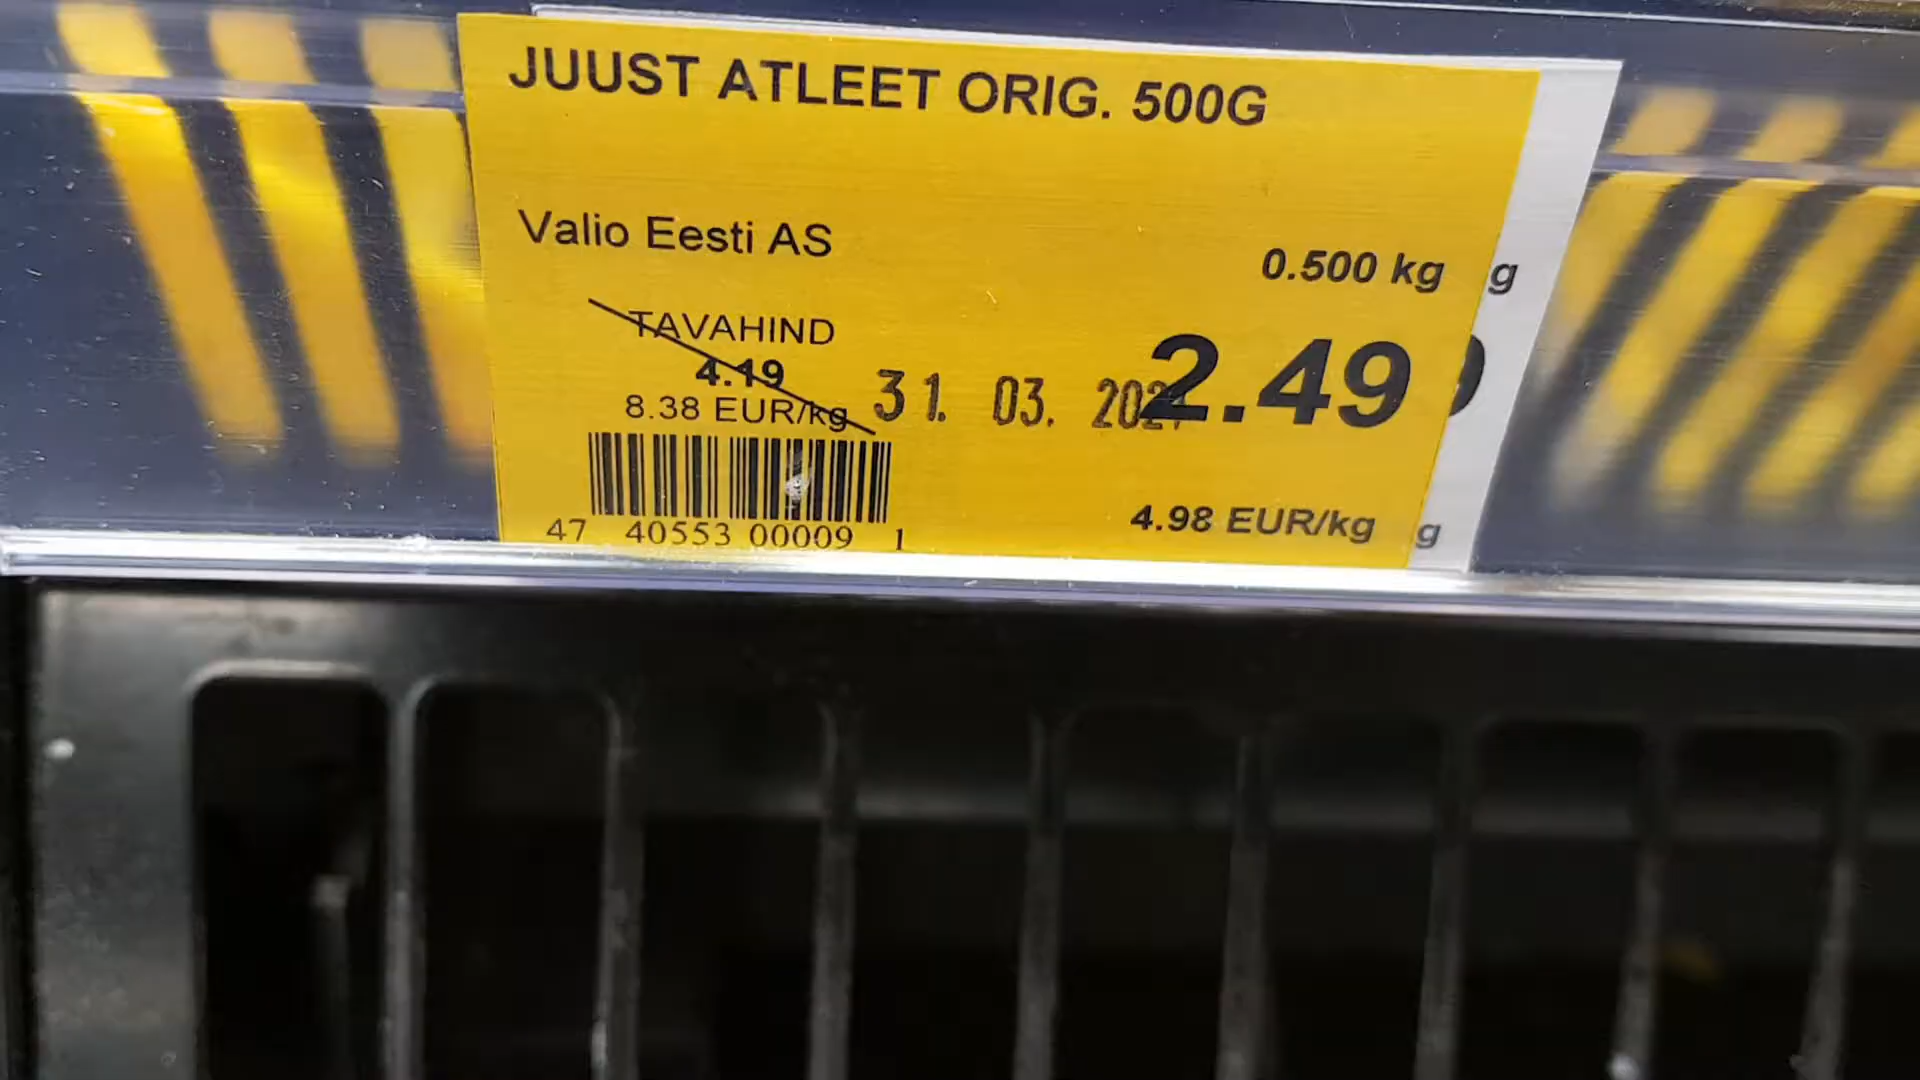 JUUST ATLEET ORIG. 500G
Valio Eesti AS
0.500 kg
g
TAVAHIND
4.19
8.38 EUR/kg
31. 03.
2.49
9
47 40553 00009 1
4.98 EUR/kg
g